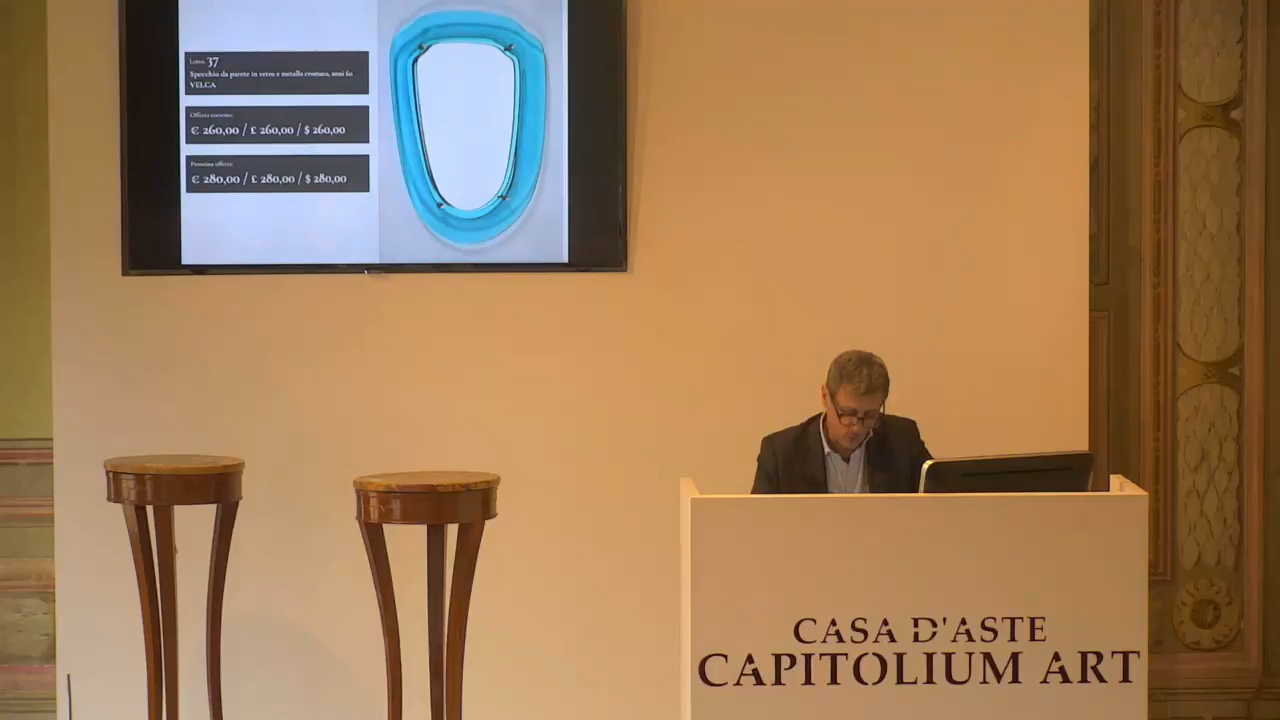 Lotto: 37
Specchio da parete in vetro e metallo cromato, anni 60
VELCA
Offerta corrente:
€ 260,00 / £ 260,00 / $ 260,00
Prossima offerta:
€ 280,00 / £ 280,00 / $ 280,00
CASA D'ASTE
CAPITOLIUM ART